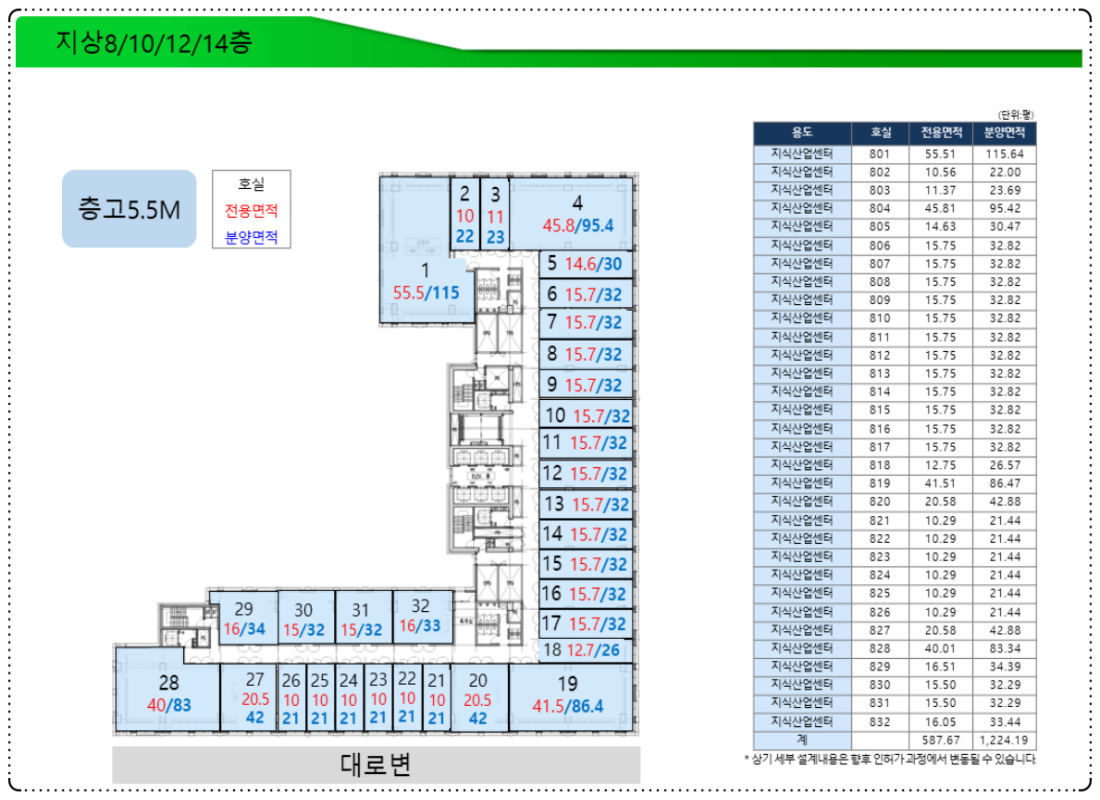 지상8/10/12/14층
층고5.5M
호실
전용면적
분양면적
1
55.5/115
2
10
22
3
11
23
4
45.8/95.4
5 14.6/30
6 15.7/32
7 15.7/32
8 15.7/32
9 15.7/32
10 15.7/32
11 15.7/32
12 15.7/32
13 15.7/32
14 15.7/32
15 15.7/32
16 15.7/32
17 15.7/32
18 12.7/26
29
16/34
30
15/32
31
15/32
32
16/33
28
40/83
27
20.5
42
26
10
21
25
10
21
24
10
21
23
10
21
22
10
21
21
10
21
20
20.5
42
19
41.5/86.4
대로변
(단위:평)
용도 호실 전용면적 분양면적
지식산업센터 801 55.51 115.64
지식산업센터 802 10.56 22.00
지식산업센터 803 11.37 23.69
지식산업센터 804 45.81 95.42
지식산업센터 805 14.63 30.47
지식산업센터 806 15.75 32.82
지식산업센터 807 15.75 32.82
지식산업센터 808 15.75 32.82
지식산업센터 809 15.75 32.82
지식산업센터 810 15.75 32.82
지식산업센터 811 15.75 32.82
지식산업센터 812 15.75 32.82
지식산업센터 813 15.75 32.82
지식산업센터 814 15.75 32.82
지식산업센터 815 15.75 32.82
지식산업센터 816 15.75 32.82
지식산업센터 817 15.75 32.82
지식산업센터 818 12.75 26.57
지식산업센터 819 41.51 86.47
지식산업센터 820 20.58 42.88
지식산업센터 821 10.29 21.44
지식산업센터 822 10.29 21.44
지식산업센터 823 10.29 21.44
지식산업센터 824 10.29 21.44
지식산업센터 825 10.29 21.44
지식산업센터 826 10.29 21.44
지식산업센터 827 20.58 42.88
지식산업센터 828 40.01 83.34
지식산업센터 829 16.51 34.39
지식산업센터 830 15.50 32.29
지식산업센터 831 15.50 32.29
지식산업센터 832 16.05 33.44
계 587.67 1,224.19
* 상기 세부 설계내용은 향후 인허가 과정에서 변동될 수 있습니다